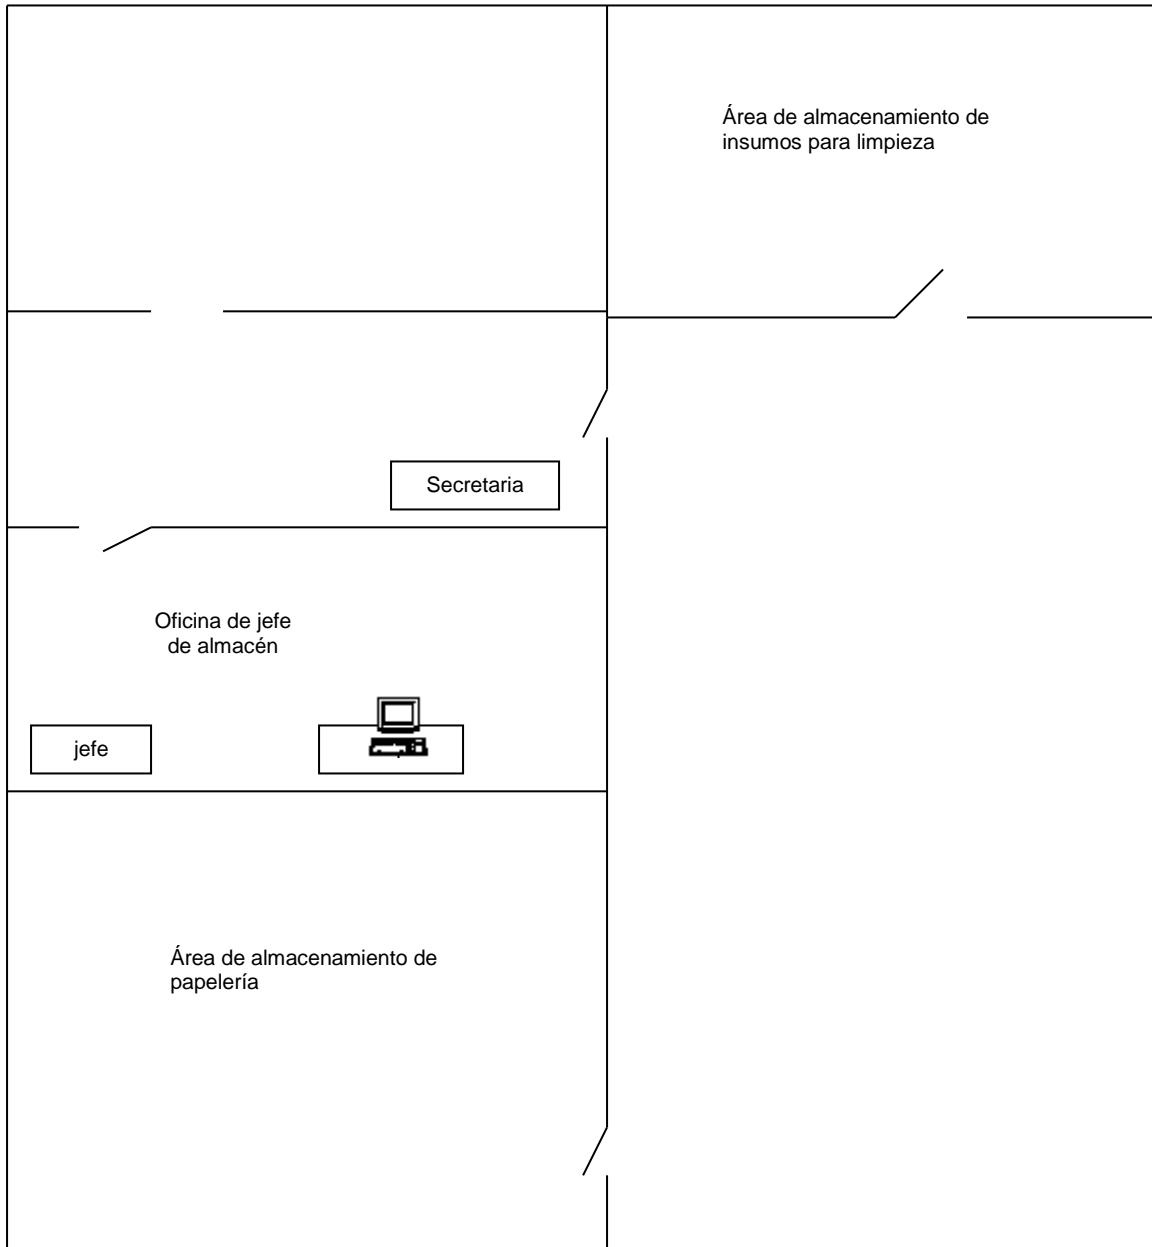 Área de almacenamiento de
insumos para limpieza
Secretaria
Oficina de jefe
de almacén
jefe
Área de almacenamiento de
papelería